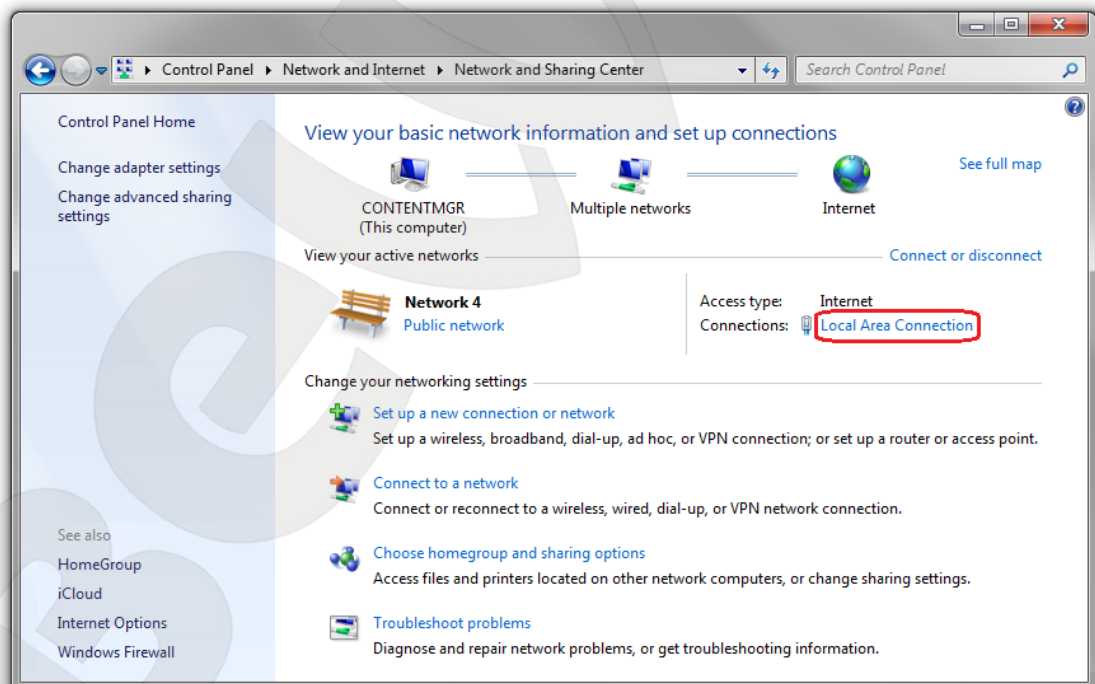 Control Panel Network and Internet Network and Sharing Center Search Control Panel
Control Panel Home
Change adapter settings
Change advanced sharing
settings
See also
HomeGroup
iCloud
Internet Options
Windows Firewall
View your basic network information and set up connections
See full map
CONTENTMGR
(This computer)
Multiple networks
Internet
View your active networks Connect or disconnect
Network 4
Public network
Access type: Internet
Connections: Local Area Connection
Change your networking settings
Set up a new connection or network
Set up a wireless, broadband, dial-up, ad hoc, or VPN connection; or set up a router or access point.
Connect to a network
Connect or reconnect to a wireless, wired, dial-up, or VPN network connection.
Choose homegroup and sharing options
Access files and printers located on other network computers, or change sharing settings.
Troubleshoot problems
Diagnose and repair network problems, or get troubleshooting information.